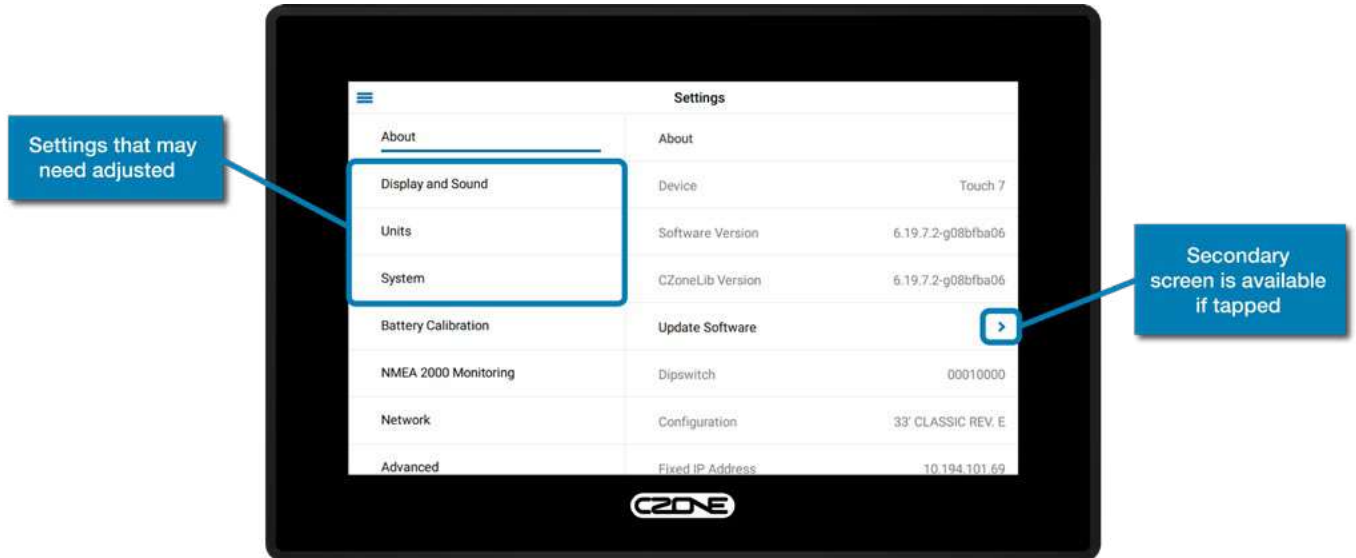 Settings
About
Display and Sound
Units
System
Battery Calibration
NMEA 2000 Monitoring
Network
Advanced
About
Device Touch 7
Software Version 6.19.7.2-g08bfba06
CZoneLib Version 6.19.7.2-g08bfba06
Update Software
Dipswitch 00010000
Configuration 33' CLASSIC REV. E
Fixed IP Address 10.194.101.69
CZONE
Settings that may
need adjusted
Secondary
screen is available
if tapped